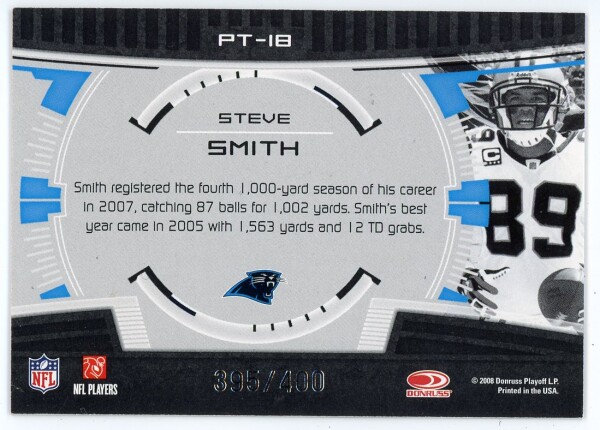 PT-18
STEVE
SMITH
Smith registered the fourth 1,000-yard season of his career
in 2007, catching 87 balls for 1,002 yards. Smith's best
year came in 2005 with 1,563 yards and 12 TD grabs.
C
89
NFL
NFL PLAYERS
395/400
DONRUSS
© 2008 Donruss Playoff L.P.
Printed in the USA.